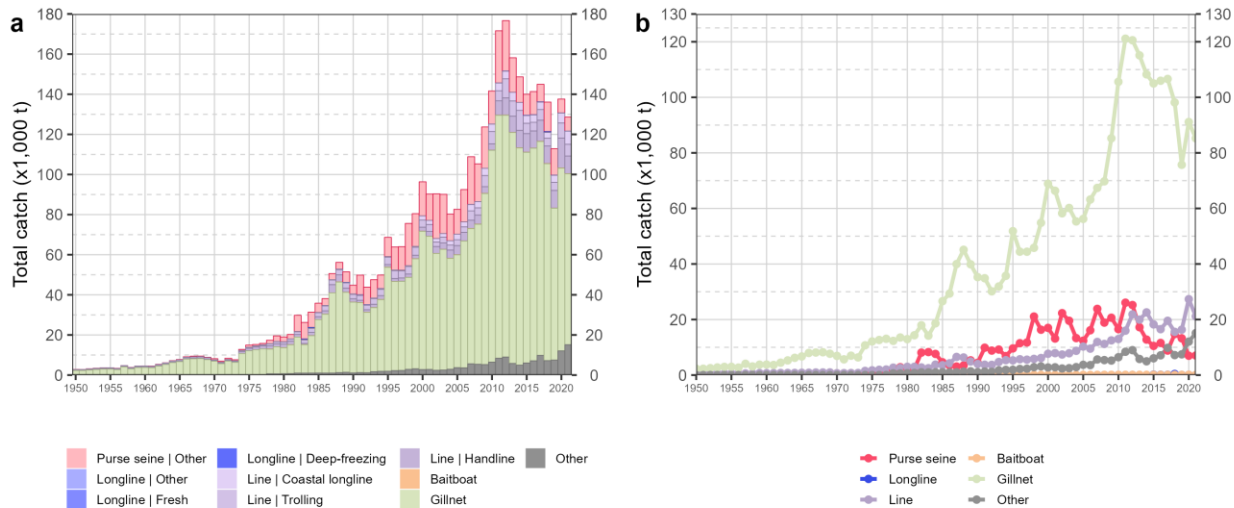 a
b
Total catch (x1,000 t)
180
160
140
120
100
80
60
40
20
0
180
160
140
120
100
80
60
40
20
0
1950 1955 1960 1965 1970 1975 1980 1985 1990 1995 2000 2005 2010 2015 2020
Total catch (x1,000 t)
130
120
100
80
60
40
20
0
130
120
100
80
60
40
20
0
1950 1955 1960 1965 1970 1975 1980 1985 1990 1995 2000 2005 2010 2015 2020
Purse seine | Other
Longline | Other
Longline | Fresh
Longline | Deep-freezing
Line | Coastal longline
Line | Trolling
Line | Handline
Baitboat
Gillnet
Other
Purse seine
Longline
Line
Baitboat
Gillnet
Other